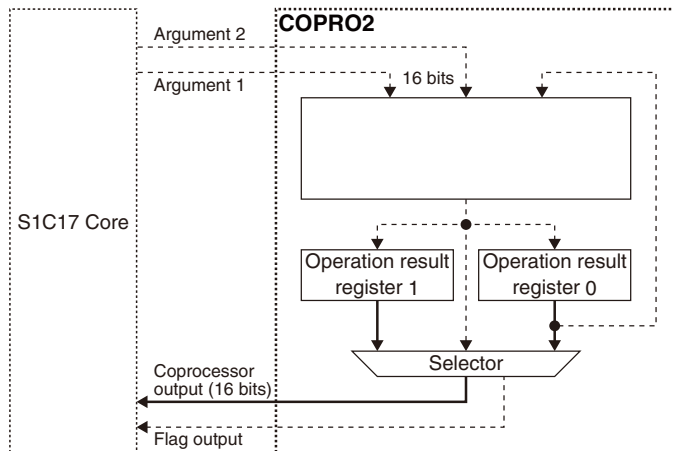 COPRO2
Argument 2
Argument 1
16 bits
S1C17 Core
Operation result
register 1
Operation result
register 0
Selector
Coprocessor
output (16 bits)
Flag output